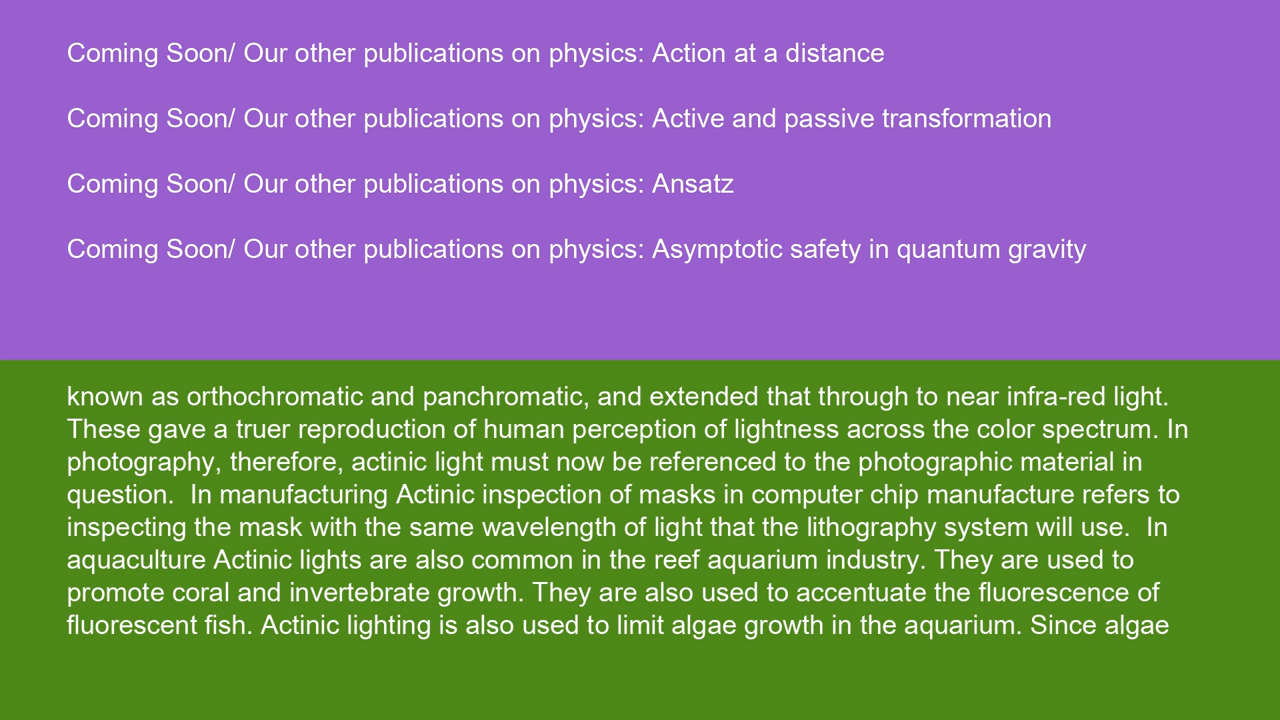 Coming Soon/ Our other publications on physics: Action at a distance
Coming Soon/ Our other publications on physics: Active and passive transformation
Coming Soon/ Our other publications on physics: Ansatz
Coming Soon/ Our other publications on physics: Asymptotic safety in quantum gravity
known as orthochromatic and panchromatic, and extended that through to near infra-red light.
These gave a truer reproduction of human perception of lightness across the color spectrum. In
photography, therefore, actinic light must now be referenced to the photographic material in
question.  In manufacturing Actinic inspection of masks in computer chip manufacture refers to
inspecting the mask with the same wavelength of light that the lithography system will use.  In
aquaculture Actinic lights are also common in the reef aquarium industry. They are used to
promote coral and invertebrate growth. They are also used to accentuate the fluorescence of
fluorescent fish. Actinic lighting is also used to limit algae growth in the aquarium. Since algae